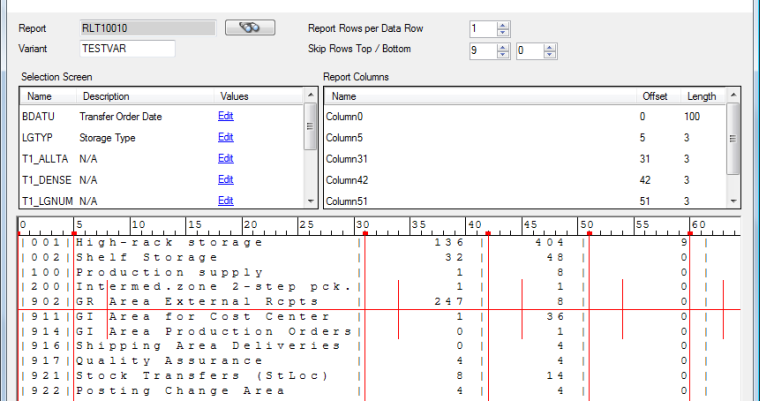 Report RLT10010 Report Rows per Data Row 1
Variant TESTVAR Skip Rows Top / Bottom 9 0
Selection Screen Report Columns
Name Description Values Name Offset Length
BDATU Transfer Order Date Edit Column0 0 100
LGTYP Storage Type Edit Column5 5 3
T1_ALLTA N/A Edit Column31 31 3
T1_DENSE N/A Edit Column42 42 3
T1_LGNUM N/A Edit Column51 51 3
0 5 10 15 20 25 30 35 40 45 50 55 60
|001|High-rack storage | 136 | 404 | 9|
|002|Shelf Storage | 32 | 48 | 0|
|100|Production supply | 1 | 8 | 0|
|200|Intermed.zone 2-step pck.| 1 | 1 | 0|
|902|GR Area External Rcpts | 247 | 8 | 0|
|911|GI Area for Cost Center | 1 | 36 | 0|
|914|GI Area Production Orders| 0 | 1 | 0|
|916|Shipping Area Deliveries | 0 | 4 | 0|
|917|Quality Assurance | 4 | 4 | 0|
|921|Stock Transfers (StLoc) | 8 | 14 | 0|
|922|Posting Change Area | 4 | 4 | 0|